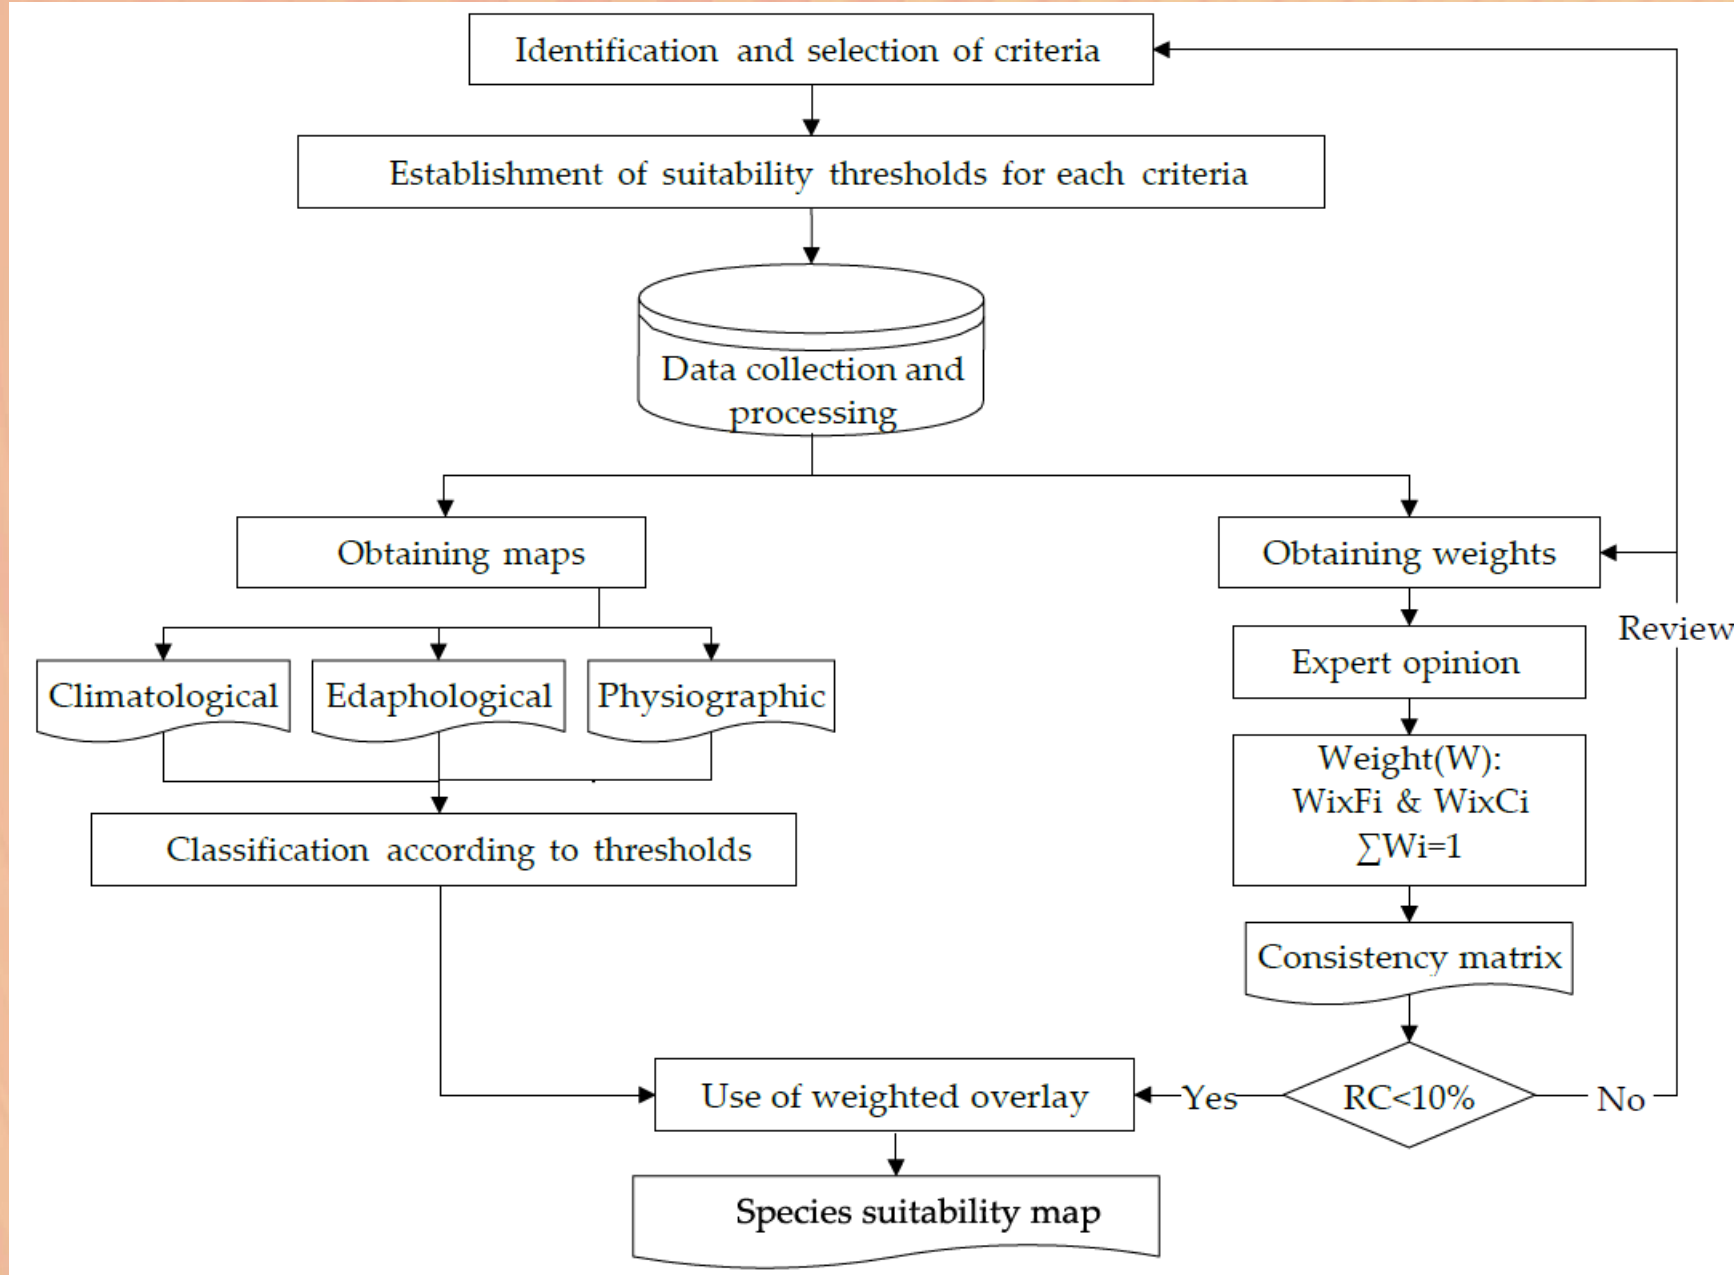 Identification and selection of criteria
Establishment of suitability thresholds for each criteria
Data collection and
processing
Obtaining maps
Obtaining weights
Review
Expert opinion
Climatological
Edaphological
Physiographic
Weight(W):
WixFi & WixCi
∑Wi=1
Classification according to thresholds
Consistency matrix
Use of weighted overlay
Yes
RC<10%
No
Species suitability map